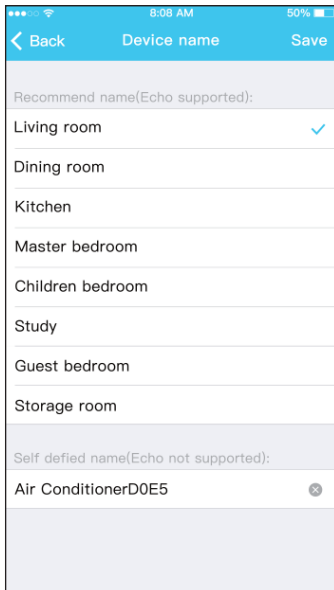 8:08 AM 50%
Back Device name Save
Recommend name(Echo supported):
Living room
Dining room
Kitchen
Master bedroom
Children bedroom
Study
Guest bedroom
Storage room
Self defied name(Echo not supported):
Air ConditionerD0E5